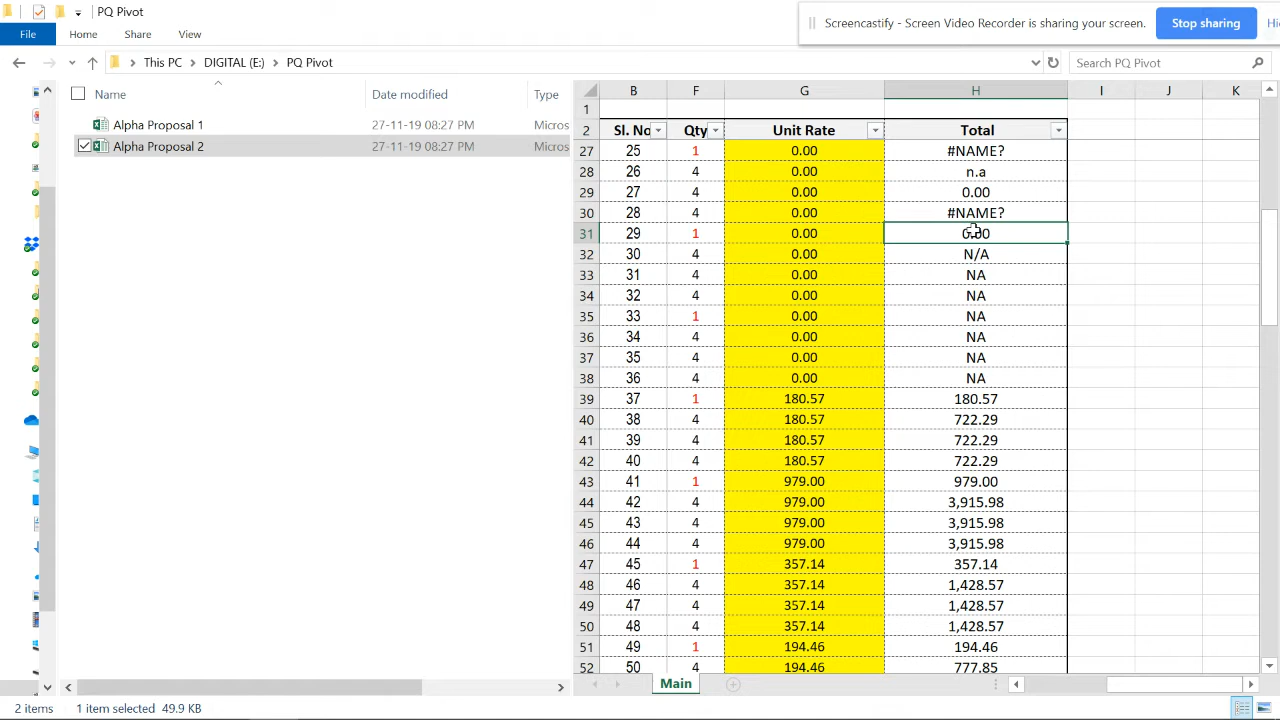 PQ Pivot
Screencastify - Screen Video Recorder is sharing your screen. Stop sharing
File Home Share View
This PC DIGITAL (E:) PQ Pivot Search PQ Pivot
Name Date modified Type
Alpha Proposal 1 27-11-19 08:27 PM Micros
Alpha Proposal 2 27-11-19 08:27 PM Micros
B F G H I J K
1
2 Sl. No Qty Unit Rate Total
27 25 1 0.00 #NAME?
28 26 4 0.00 n.a
29 27 4 0.00 0.00
30 28 4 0.00 #NAME?
31 29 1 0.00 0.00
32 30 4 0.00 N/A
33 31 4 0.00 NA
34 32 4 0.00 NA
35 33 1 0.00 NA
36 34 4 0.00 NA
37 35 4 0.00 NA
38 36 4 0.00 NA
39 37 1 180.57 180.57
40 38 4 180.57 722.29
41 39 4 180.57 722.29
42 40 4 180.57 722.29
43 41 1 979.00 979.00
44 42 4 979.00 3,915.98
45 43 4 979.00 3,915.98
46 44 4 979.00 3,915.98
47 45 1 357.14 357.14
48 46 4 357.14 1,428.57
49 47 4 357.14 1,428.57
50 48 4 357.14 1,428.57
51 49 1 194.46 194.46
52 50 4 194.46 777.85
Main
2 items 1 item selected 49.9 KB